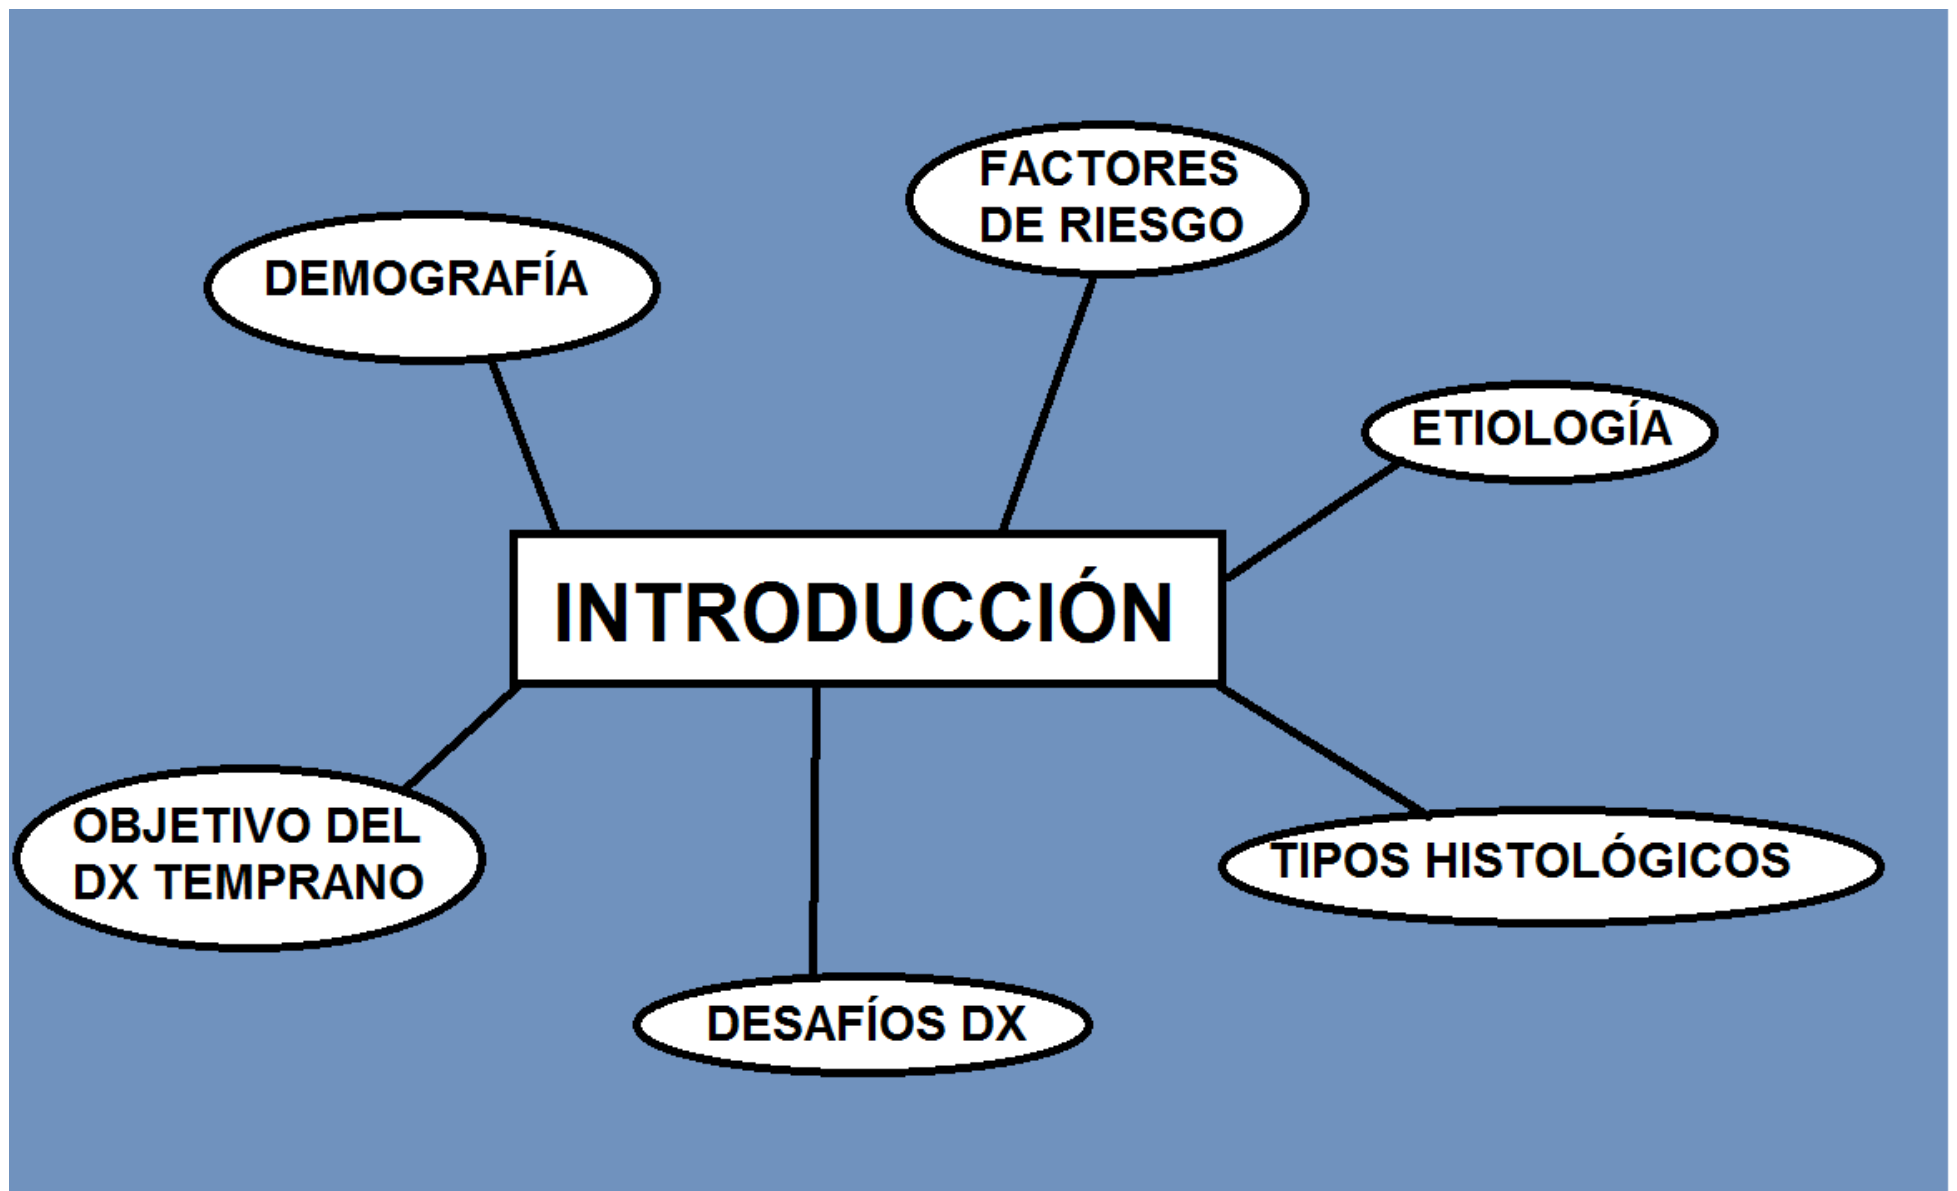 FACTORES
DE RIESGO
DEMOGRAFÍA
ETIOLOGÍA
INTRODUCCIÓN
OBJETIVO DEL
DX TEMPRANO
TIPOS HISTOLÓGICOS
DESAFÍOS DX